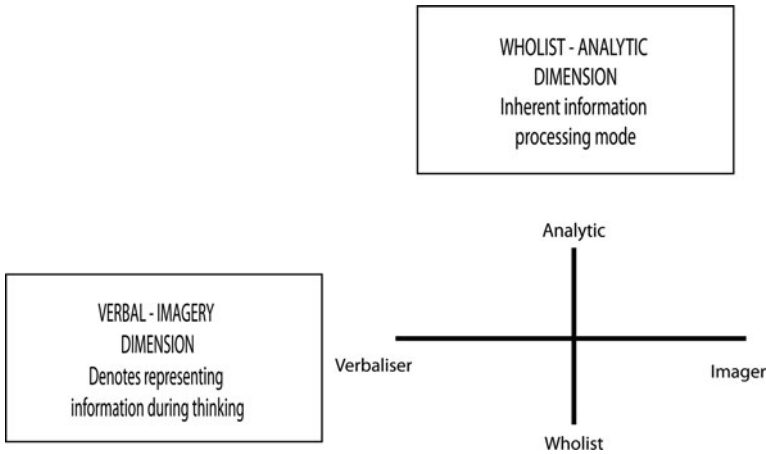 WHOLIST - ANALYTIC
DIMENSION
Inherent information
processing mode
Analytic
VERBAL - IMAGERY
DIMENSION
Denotes representing
information during thinking
Verbaliser
Imager
Wholist